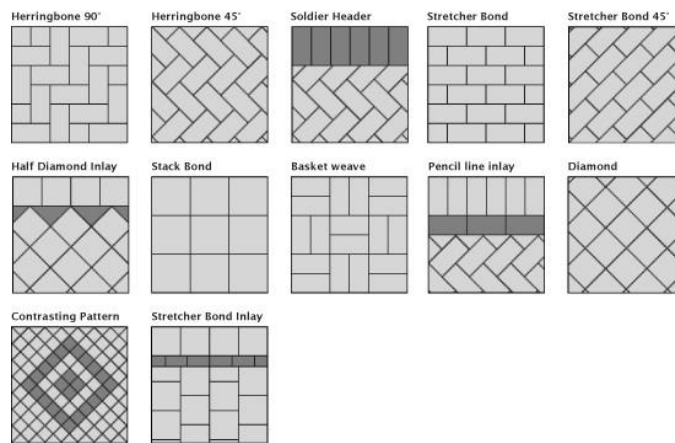 Herringbone 90˚
Herringbone 45˚
Soldier Header
Stretcher Bond
Stretcher Bond 45˚
Half Diamond Inlay
Stack Bond
Basket weave
Pencil line inlay
Diamond
Contrasting Pattern
Stretcher Bond Inlay